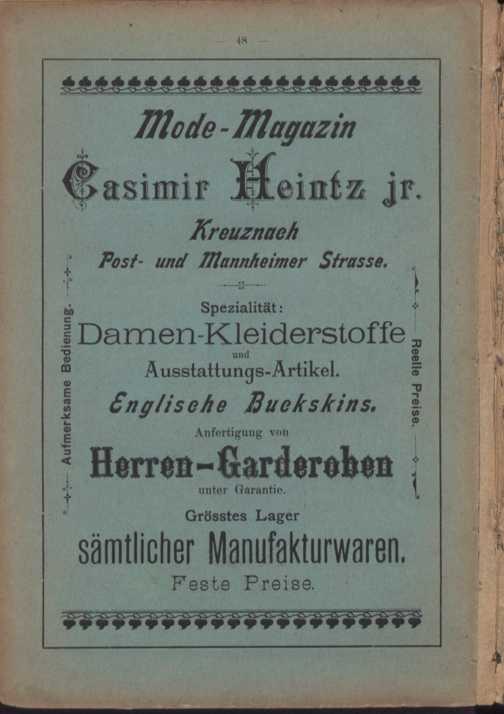 — 48 —
Mode-Magazin
Casimir Heintz jr.
Kreuznach
Post- und Mannheimer Strasse.
Aufmerksame Bedienung.
Spezialität:
Damen-Kleiderstoffe
und
Ausstattungs-Artikel.
Englische Buckskins.
Anfertigung von
Herren-Garderoben
unter Garantie.
Grösstes Lager
sämtlicher Manufakturwaren.
Feste Preise.
Reelle Preise.